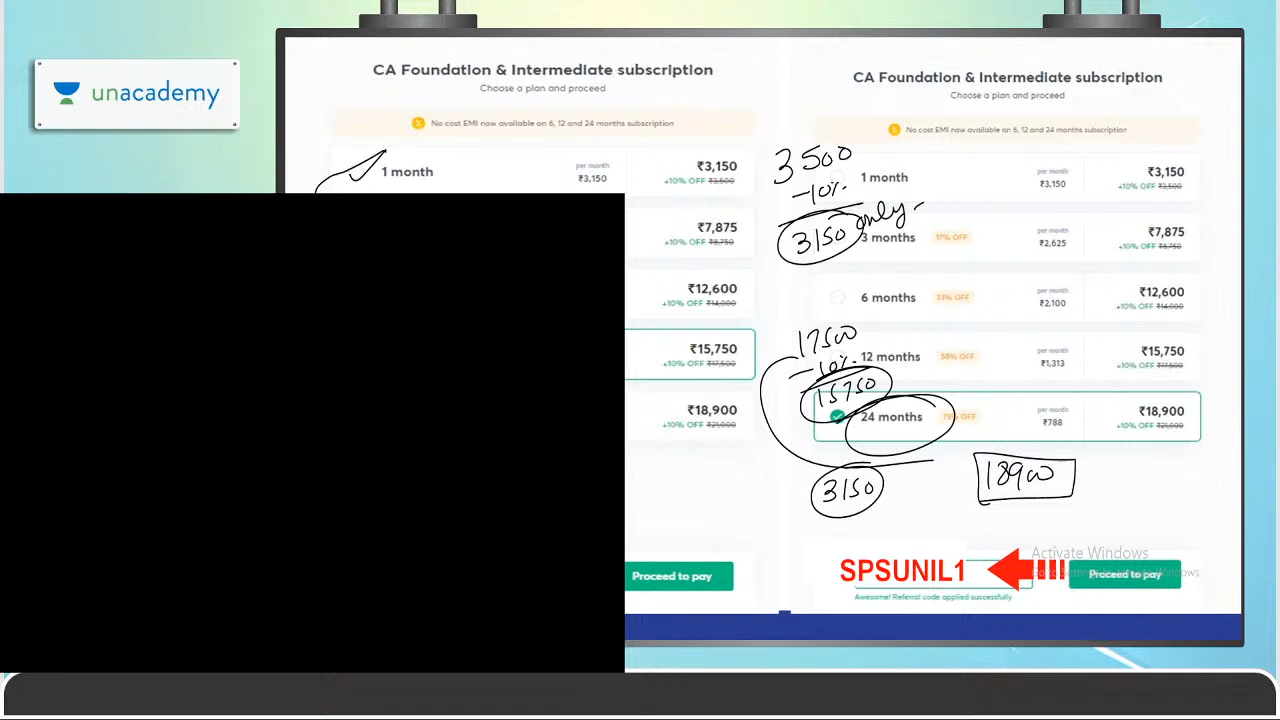 unacademy
CA Foundation & Intermediate subscription
Choose a plan and proceed
No cost EMI now available on 6, 12 and 24 months subscription
1 month
per month
₹3,150
₹3,150
+10% OFF ₹3,500
₹7,875
+10% OFF ₹8,750
₹12,600
+10% OFF ₹14,000
₹15,750
+10% OFF ₹17,500
₹18,900
+10% OFF ₹21,000
Proceed to pay
CA Foundation & Intermediate subscription
Choose a plan and proceed
No cost EMI now available on 6, 12 and 24 months subscription
3500
-10%
3150 only
1 month
per month
₹3,150
₹3,150
+10% OFF ₹3,500
3 months
17% OFF
per month
₹2,625
₹7,875
+10% OFF ₹8,750
6 months
33% OFF
per month
₹2,100
₹12,600
+10% OFF ₹14,000
17500
-10%
15750
12 months
58% OFF
per month
₹1,313
₹15,750
+10% OFF ₹17,500
24 months
75% OFF
per month
₹788
₹18,900
+10% OFF ₹21,000
3150
18900
SPSUNIL1
Awesome! Referral code applied successfully
Activate Windows
Go to Settings to activate Windows
Proceed to pay